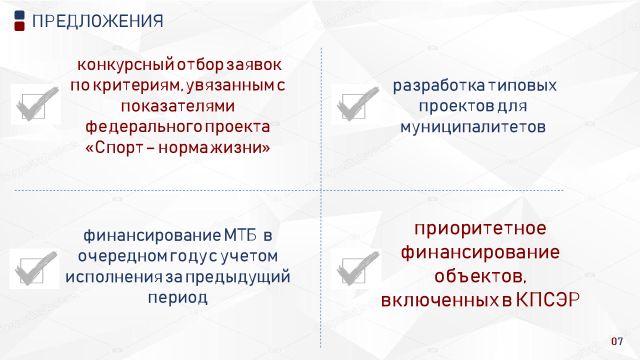 ПРЕДЛОЖЕНИЯ
конкурсный отбор заявок
по критериям, увязанным с
показателями
федерального проекта
«Спорт – норма жизни»
разработка типовых
проектов для
муниципалитетов
финансирование МТБ в
очередном году с учетом
исполнения за предыдущий
период
приоритетное
финансирование
объектов,
включенных в КПСЭР
07